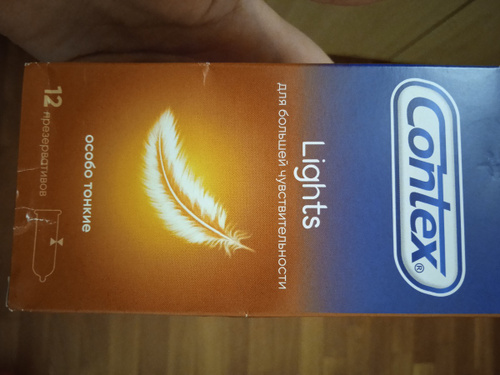 Contex®
Lights
для большей чувствительности
особо тонкие
12 презервативов